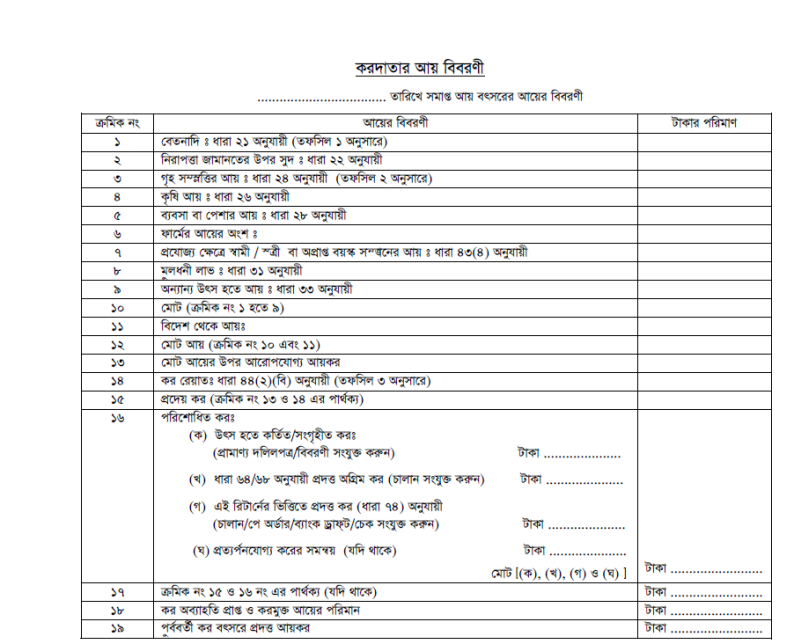 করদাতার আয় বিবরণী
................................... তারিখে সমাপ্ত আয় বৎসরের আয়ের বিবরণী
ক্রমিক নং আয়ের বিবরণী টাকার পরিমাণ
১ বেতনাদি ঃ ধারা ২১ অনুযায়ী (তফসিল ১ অনুসারে)
২ নিরাপত্তা জামানতের উপর সুদ ঃ ধারা ২২ অনুযায়ী
৩ গৃহ সম্পত্তির আয় ঃ ধারা ২৪ অনুযায়ী (তফসিল ২ অনুসারে)
৪ কৃষি আয় ঃ ধারা ২৬ অনুযায়ী
৫ ব্যবসা বা পেশার আয় ঃ ধারা ২৮ অনুযায়ী
৬ ফার্মের আয়ের অংশ ঃ
৭ প্রযোজ্য ক্ষেত্রে স্বামী / স্ত্রী বা অপ্রাপ্ত বয়স্ক সন্তানের আয় ঃ ধারা ৪৩(৪) অনুযায়ী
৮ মূলধনী লাভ ঃ ধারা ৩১ অনুযায়ী
৯ অন্যান্য উৎস হতে আয় ঃ ধারা ৩৩ অনুযায়ী
১০ মোট (ক্রমিক নং ১ হতে ৯)
১১ বিদেশ থেকে আয়ঃ
১২ মোট আয় (ক্রমিক নং ১০ এবং ১১)
১৩ মোট আয়ের উপর আরোপযোগ্য আয়কর
১৪ কর রেয়াতঃ ধারা ৪৪(২)(বি) অনুযায়ী (তফসিল ৩ অনুসারে)
১৫ প্রদেয় কর (ক্রমিক নং ১৩ ও ১৪ এর পার্থক্য)
১৬ পরিশোধিত করঃ
(ক) উৎস হতে কর্তিত/সংগৃহীত করঃ
(প্রামাণ্য দলিলপত্র/বিবরণী সংযুক্ত করুন) টাকা .....................
(খ) ধারা ৬৪/৬৮ অনুযায়ী প্রদত্ত অগ্রিম কর (চালান সংযুক্ত করুন) টাকা .....................
(গ) এই রিটার্নের ভিত্তিতে প্রদত্ত কর (ধারা ৭৪) অনুযায়ী
(চালান/পে অর্ডার/ব্যাংক ড্রাফ্ট/চেক সংযুক্ত করুন) টাকা .....................
(ঘ) প্রত্যর্পনযোগ্য করের সমন্বয় (যদি থাকে) টাকা .....................
মোট [(ক), (খ), (গ) ও (ঘ) ] টাকা .........................
১৭ ক্রমিক নং ১৫ ও ১৬ নং এর পার্থক্য (যদি থাকে) টাকা .........................
১৮ কর অব্যাহতি প্রাপ্ত ও করমুক্ত আয়ের পরিমান টাকা .........................
১৯ পূর্ববর্তী কর বৎসরে প্রদত্ত আয়কর টাকা .........................